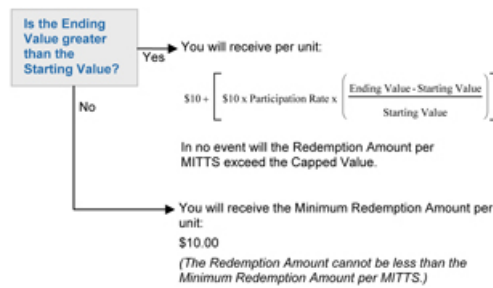 Is the Ending
Value greater
than the
Starting Value?
Yes
You will receive per unit:
$10 + [ $10 x Participation Rate x ( Ending Value - Starting Value
Starting Value ) ]
No
In no event will the Redemption Amount per
MITTS exceed the Capped Value.
You will receive the Minimum Redemption Amount per
unit:
$10.00
(The Redemption Amount cannot be less than the
Minimum Redemption Amount per MITTS.)